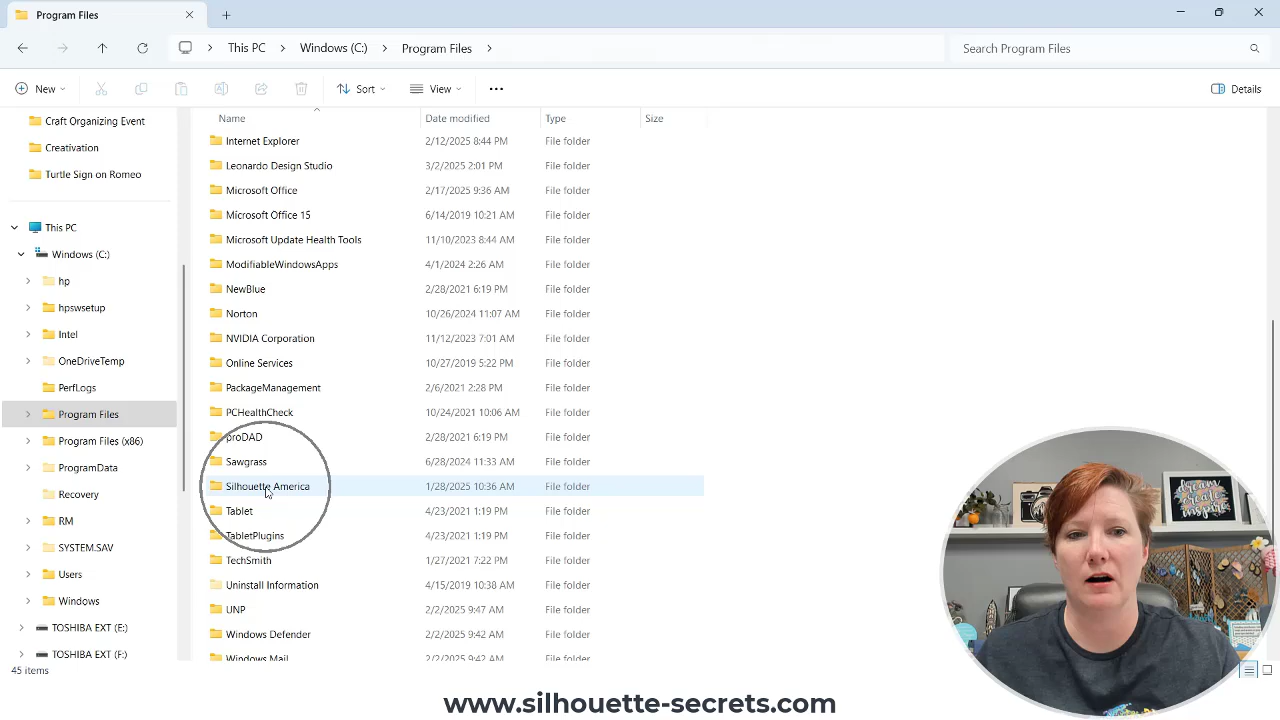 Program Files
This PC > Windows (C:) > Program Files >
Search Program Files
New
Sort
View
Details
Craft Organizing Event
Creativation
Turtle Sign on Romeo
This PC
Windows (C:)
hp
hpswsetup
Intel
OneDriveTemp
PerfLogs
Program Files
Program Files (x86)
ProgramData
Recovery
RM
SYSTEM.SAV
Users
Windows
TOSHIBA EXT (E:)
TOSHIBA EXT (F:)
Name Date modified Type Size
Internet Explorer 2/12/2025 8:44 PM File folder
Leonardo Design Studio 3/2/2025 2:01 PM File folder
Microsoft Office 2/17/2025 9:36 AM File folder
Microsoft Office 15 6/14/2019 10:21 AM File folder
Microsoft Update Health Tools 11/10/2023 8:44 AM File folder
ModifiableWindowsApps 4/1/2024 2:26 AM File folder
NewBlue 2/28/2021 6:19 PM File folder
Norton 10/26/2024 11:07 AM File folder
NVIDIA Corporation 11/12/2023 7:01 AM File folder
Online Services 10/27/2019 5:22 PM File folder
PackageManagement 2/6/2021 2:28 PM File folder
PCHealthCheck 10/24/2021 10:06 AM File folder
proDAD 2/28/2021 6:19 PM File folder
Sawgrass 6/28/2024 11:33 AM File folder
Silhouette America 1/28/2025 10:36 AM File folder
Tablet 4/23/2021 1:19 PM File folder
TabletPlugins 4/23/2021 1:19 PM File folder
TechSmith 1/27/2021 7:22 PM File folder
Uninstall Information 4/15/2019 10:38 AM File folder
UNP 2/2/2025 9:47 AM File folder
Windows Defender 2/2/2025 9:42 AM File folder
Windows Mail 2/2/2025 9:42 AM File folder
45 items
dream
create
inspire
www.silhouette-secrets.com